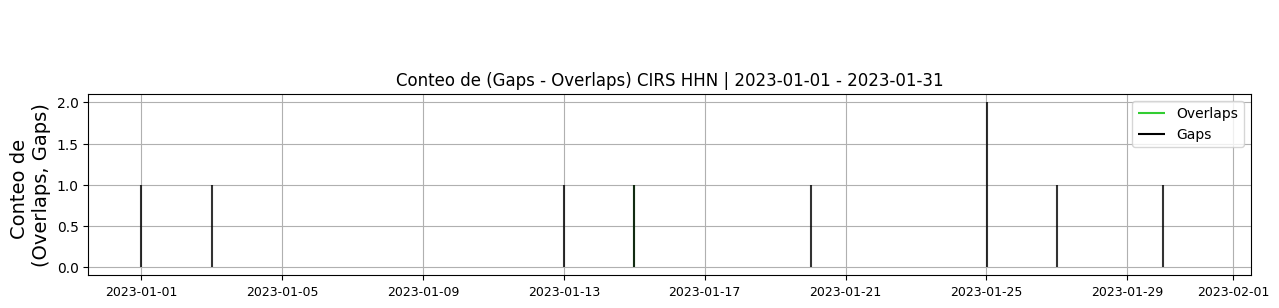 Conteo de (Gaps - Overlaps) CIRS HHN | 2023-01-01 - 2023-01-31
Conteo de
(Overlaps, Gaps)
2.0
1.5
1.0
0.5
0.0
Overlaps
Gaps
2023-01-01
2023-01-05
2023-01-09
2023-01-13
2023-01-17
2023-01-21
2023-01-25
2023-01-29
2023-02-01